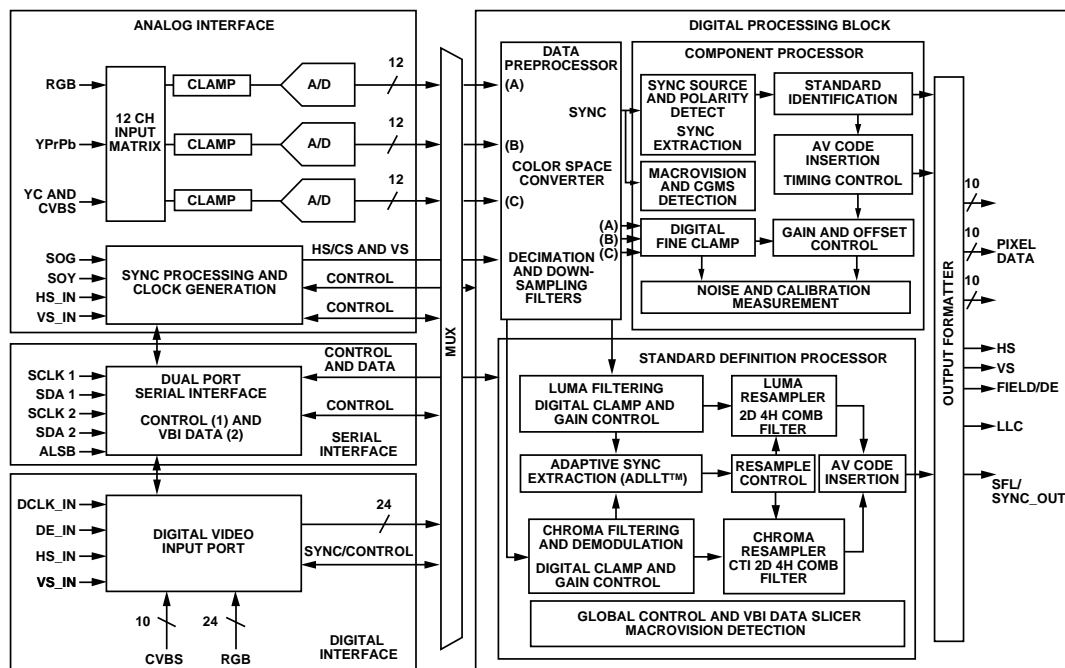 ANALOG INTERFACE
RGB
YPrPb
YC AND
CVBS
12 CH
INPUT
MATRIX
CLAMP
A/D
12
CLAMP
A/D
12
CLAMP
A/D
12
SOG
SOY
HS_IN
VS_IN
SYNC PROCESSING AND
CLOCK GENERATION
HS/CS AND VS
CONTROL
CONTROL
SCLK 1
SDA 1
SCLK 2
SDA 2
ALSB
DUAL PORT
SERIAL INTERFACE
CONTROL (1) AND
VBI DATA (2)
CONTROL
AND DATA
CONTROL
SERIAL
INTERFACE
DCLK_IN
DE_IN
HS_IN
VS_IN
DIGITAL VIDEO
INPUT PORT
24
SYNC/CONTROL
10
24
CVBS
RGB
DIGITAL
INTERFACE
MUX
DIGITAL PROCESSING BLOCK
DATA
PREPROCESSOR
(A)
SYNC
(B)
COLOR SPACE
CONVERTER
(C)
(A)
(B)
(C)
DECIMATION
AND DOWN-
SAMPLING
FILTERS
COMPONENT PROCESSOR
SYNC SOURCE
AND POLARITY
DETECT
SYNC
EXTRACTION
STANDARD
IDENTIFICATION
MACROVISION
AND CGMS
DETECTION
AV CODE
INSERTION
TIMING CONTROL
DIGITAL
FINE CLAMP
GAIN AND OFFSET
CONTROL
NOISE AND CALIBRATION
MEASUREMENT
STANDARD DEFINITION PROCESSOR
LUMA FILTERING
DIGITAL CLAMP AND
GAIN CONTROL
LUMA
RESAMPLER
2D 4H COMB
FILTER
ADAPTIVE SYNC
EXTRACTION (ADLLT™)
RESAMPLE
CONTROL
AV CODE
INSERTION
CHROMA FILTERING
AND DEMODULATION
DIGITAL CLAMP AND
GAIN CONTROL
CHROMA
RESAMPLER
CTI 2D 4H COMB
FILTER
GLOBAL CONTROL AND VBI DATA SLICER
MACROVISION DETECTION
OUTPUT FORMATTER
10
10
PIXEL
DATA
10
HS
VS
FIELD/DE
LLC
SFL/
SYNC_OUT